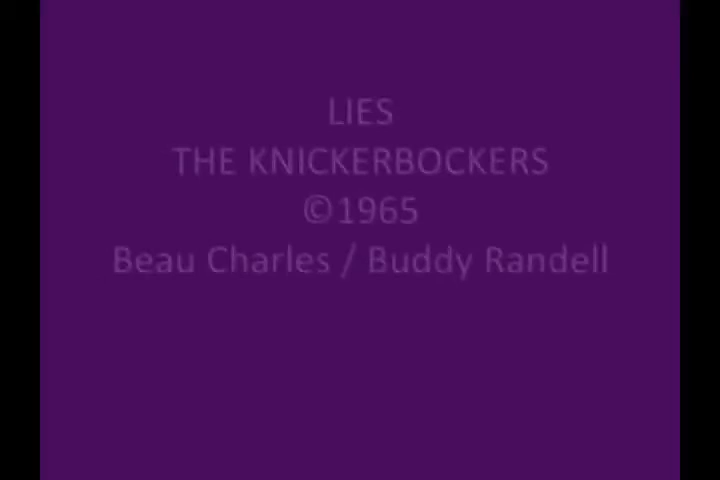 LIES
THE KNICKERBOCKERS
©1965
Beau Charles / Buddy Randell